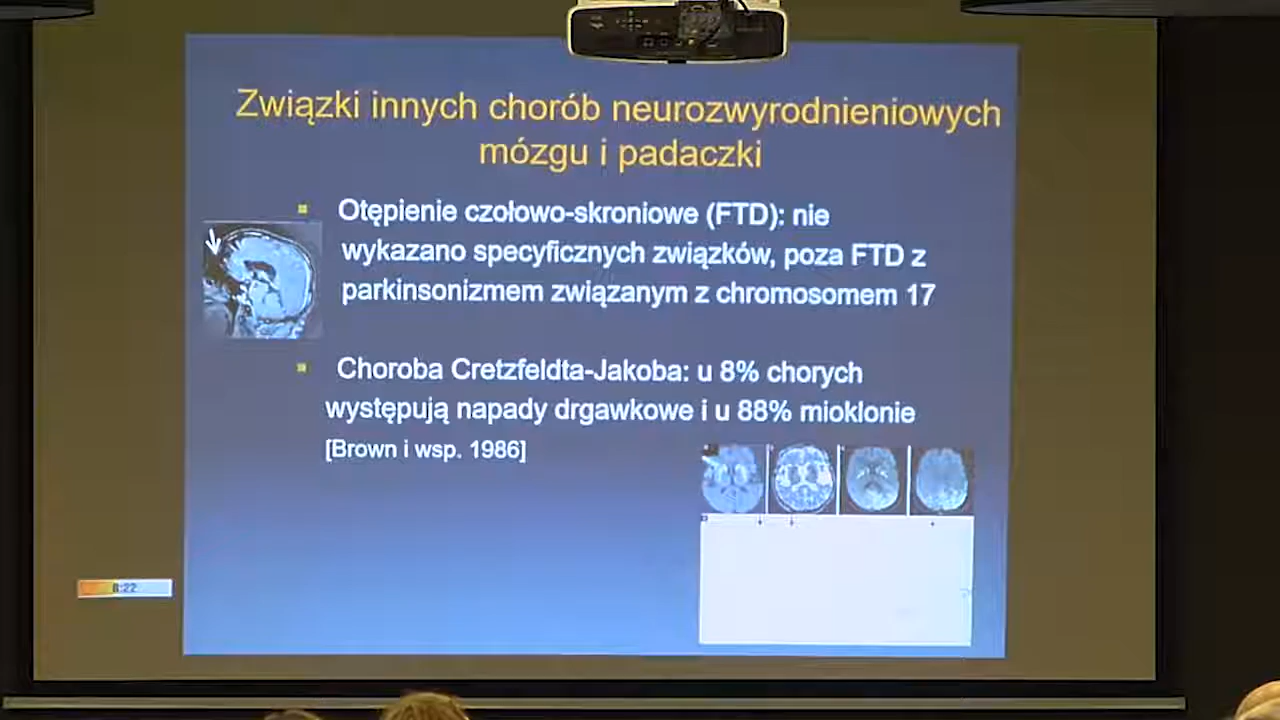 Związki innych chorób neurozwyrodnieniowych
mózgu i padaczki
Otępienie czołowo-skroniowe (FTD): nie
wykazano specyficznych związków, poza FTD z
parkinsonizmem związanym z chromosomem 17
Choroba Cretzfeldta-Jakoba: u 8% chorych
występują napady drgawkowe i u 88% mioklonie
[Brown i wsp. 1986]
8:22